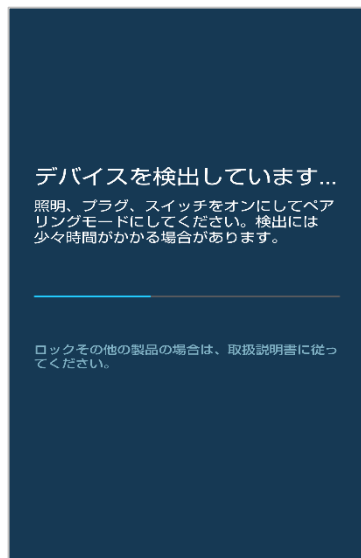 デバイスを検出しています...
照明、プラグ、スイッチをオンにしてペア
リングモードにしてください。検出には
少々時間がかかる場合があります。
ロックその他の製品の場合は、取扱説明書に従っ
てください。